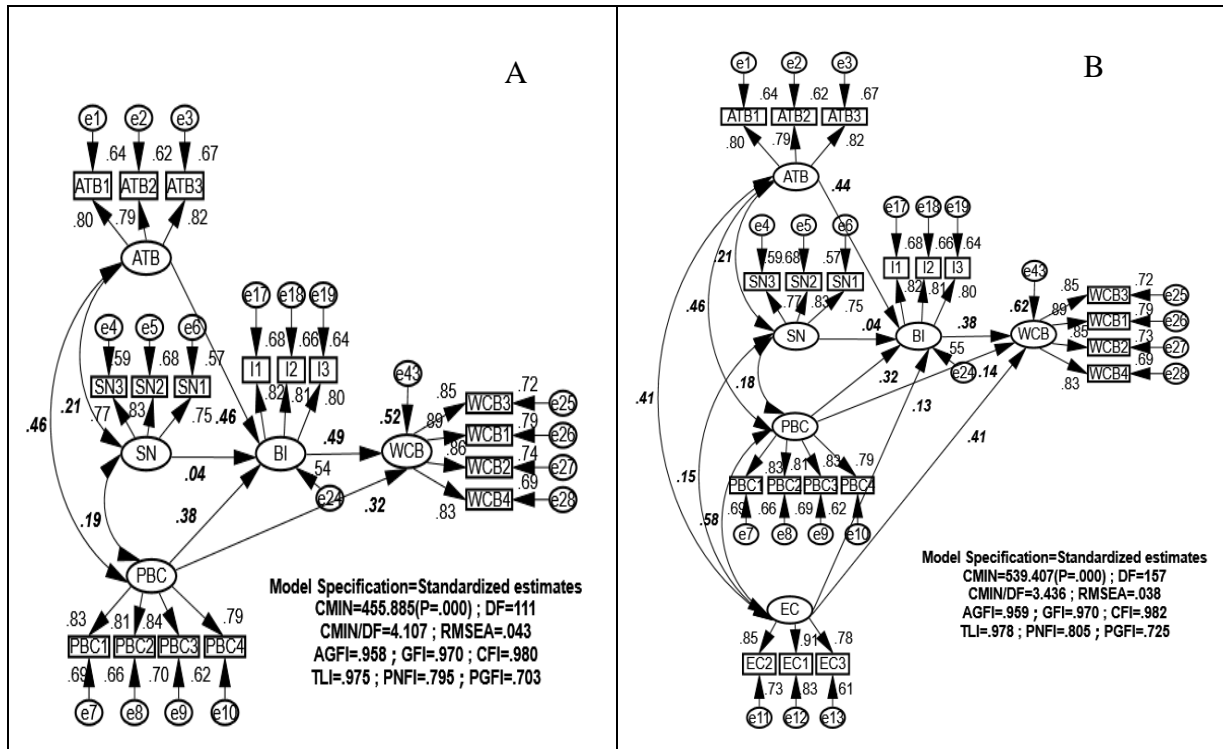 A
e1 e2 e3
.64 .62 .67
ATB1 ATB2 ATB3
.80 .79 .82
ATB
e4 e5 e6
.59 .68 .57
SN3 SN2 SN1
.77 .83 .75
SN
e17 e18 e19
.68 .66 .64
I1 I2 I3
.82 .81 .80
BI
.46 .21 .19
.46 .04 .38
.54
e24
.49 .32
e43
.52
WCB
.85 WCB3 .72 e25
.89 WCB1 .79 e26
.86 WCB2 .74 e27
.83 WCB4 .69 e28
PBC
.83 .81 .84 .79
PBC1 PBC2 PBC3 PBC4
.69 .66 .70 .62
e7 e8 e9 e10
Model Specification=Standardized estimates
CMIN=455.885(P=.000) ; DF=111
CMIN/DF=4.107 ; RMSEA=.043
AGFI=.958 ; GFI=.970 ; CFI=.980
TLI=.975 ; PNFI=.795 ; PGFI=.703
B
e1 e2 e3
.64 .62 .67
ATB1 ATB2 ATB3
.80 .79 .82
ATB
.44
e4 e5 e6
.59 .68 .57
SN3 SN2 SN1
.77 .83 .75
SN
e17 e18 e19
.68 .66 .64
I1 I2 I3
.82 .81 .80
BI
.21 .46 .41
.18 .15 .58
.04 .32 .13
.55
e24
.38 .14 .41
e43
.62
WCB
.85 WCB3 .72 e25
.89 WCB1 .79 e26
.85 WCB2 .73 e27
.83 WCB4 .69 e28
PBC
.83 .81 .83 .79
PBC1 PBC2 PBC3 PBC4
.69 .66 .69 .62
e7 e8 e9 e10
EC
.85 .91 .78
EC2 EC1 EC3
.73 .83 .61
e11 e12 e13
Model Specification=Standardized estimates
CMIN=539.407(P=.000) ; DF=157
CMIN/DF=3.436 ; RMSEA=.038
AGFI=.959 ; GFI=.970 ; CFI=.982
TLI=.978 ; PNFI=.805 ; PGFI=.725